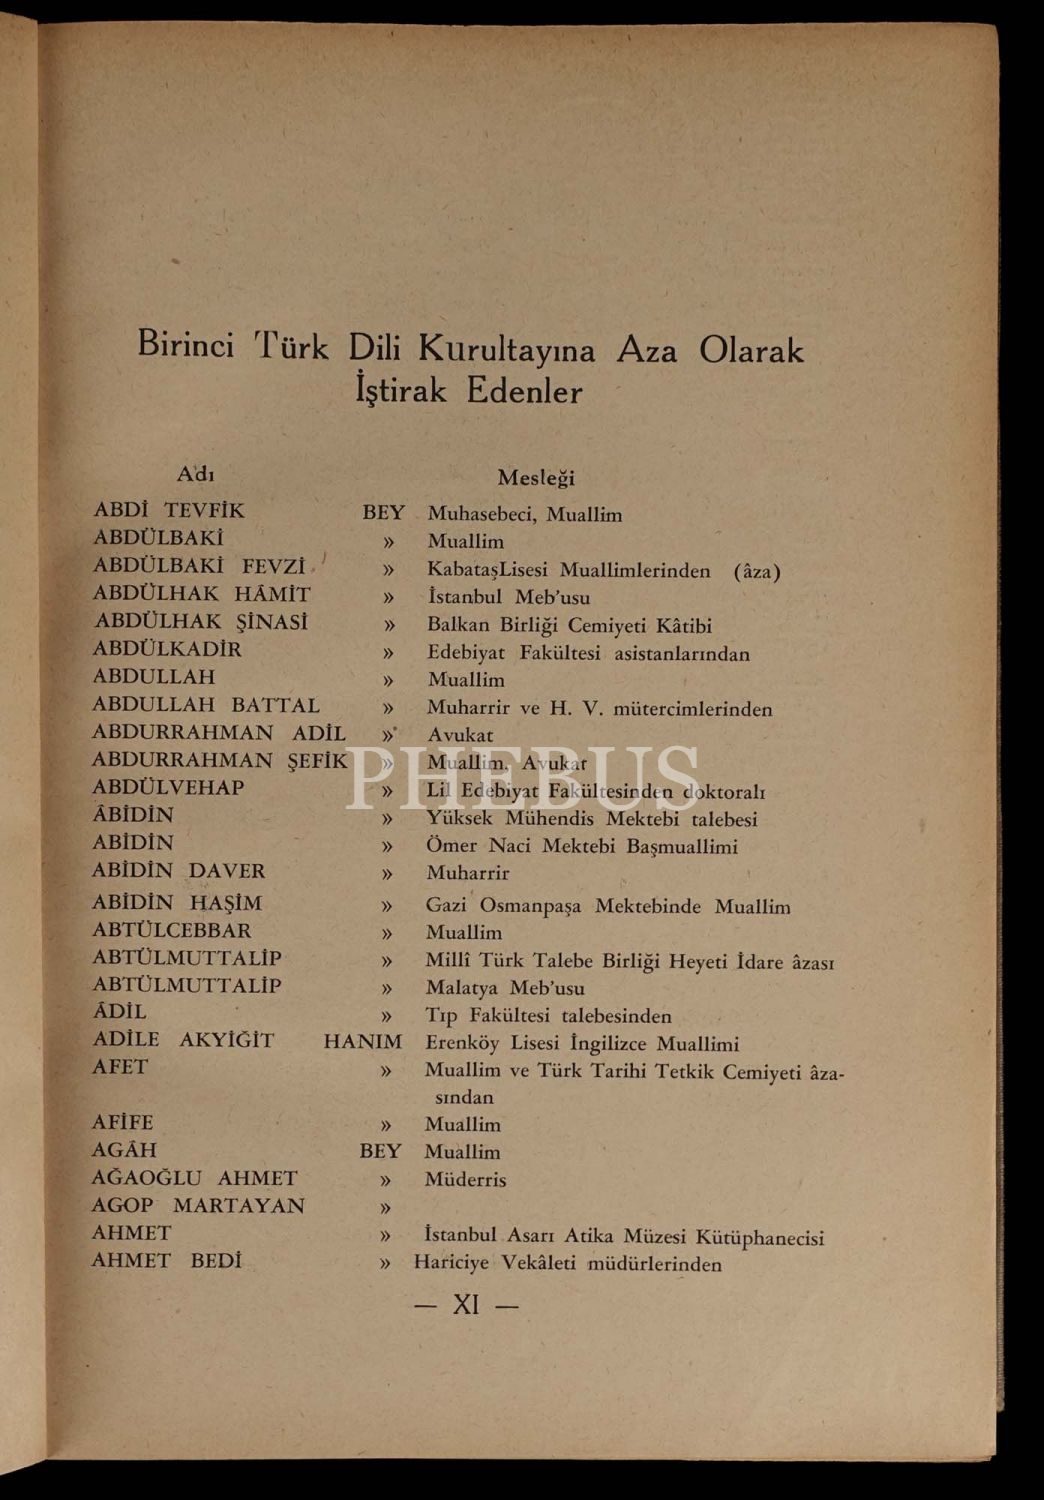 Birinci Türk Dili Kurultayına Aza Olarak
İştirak Edenler
Adı Mesleği
ABDİ TEVFİK BEY Muhasebeci, Muallim
ABDÜLBAKİ » Muallim
ABDÜLBAKİ FEVZİ » KabataşLisesi Muallimlerinden (âza)
ABDÜLHAK HÂMİT » İstanbul Meb'usu
ABDÜLHAK ŞİNASİ » Balkan Birliği Cemiyeti Kâtibi
ABDÜLKADİR » Edebiyat Fakültesi asistanlarından
ABDULLAH » Muallim
ABDULLAH BATTAL » Muharrir ve H. V. mütercimlerinden
ABDURRAHMAN ADİL » Avukat
ABDURRAHMAN ŞEFİK » Muallim, Avukat
ABDÜLVEHAP » Lil Edebiyat Fakültesinden doktoralı
ÂBİDİN » Yüksek Mühendis Mektebi talebesi
ABİDİN » Ömer Naci Mektebi Başmuallimi
ABİDİN DAVER » Muharrir
ABİDİN HAŞİM » Gazi Osmanpaşa Mektebinde Muallim
ABTÜLCEBBAR » Muallim
ABTÜLMUTTALİP » Millî Türk Talebe Birliği Heyeti İdare âzası
ABTÜLMUTTALİP » Malatya Meb'usu
ÂDİL » Tıp Fakültesi talebesinden
ADİLE AKYİĞİT HANIM Erenköy Lisesi İngilizce Muallimi
AFET » Muallim ve Türk Tarihi Tetkik Cemiyeti âza-
sından
AFİFE » Muallim
AGÂH BEY Muallim
AĞAOĞLU AHMET » Müderris
AGOP MARTAYAN »
AHMET » İstanbul Asarı Atika Müzesi Kütüphanecisi
AHMET BEDİ » Hariciye Vekâleti müdürlerinden
— XI —
PHEBUS